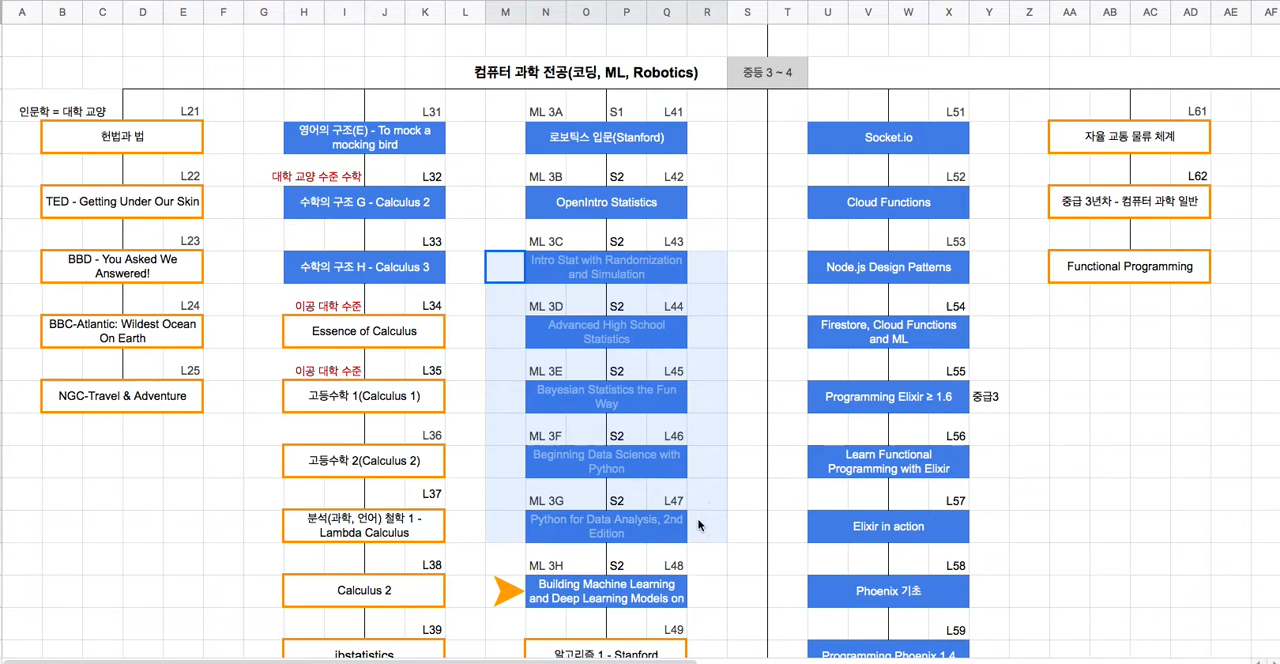 A B C D E F G H I J K L M N O P Q R S T U V W X Y Z AA AB AC AD AE AF
컴퓨터 과학 전공(코딩, ML, Robotics)
중등 3 ~ 4
인문학 = 대학 교양
L21
헌법과 법
L22
TED - Getting Under Our Skin
L23
BBD - You Asked We
Answered!
L24
BBC-Atlantic: Wildest Ocean
On Earth
L25
NGC-Travel & Adventure
L31
영어의 구조(E) - To mock a
mocking bird
대학 교양 수준 수학
L32
수학의 구조 G - Calculus 2
L33
수학의 구조 H - Calculus 3
이공 대학 수준
L34
Essence of Calculus
이공 대학 수준
L35
고등수학 1(Calculus 1)
L36
고등수학 2(Calculus 2)
L37
분석(과학, 언어) 철학 1 -
Lambda Calculus
L38
Calculus 2
L39
ibstatistics
ML 3A S1 L41
로보틱스 입문(Stanford)
ML 3B S2 L42
OpenIntro Statistics
ML 3C S2 L43
Intro Stat with Randomization
and Simulation
ML 3D S2 L44
Advanced High School
Statistics
ML 3E S2 L45
Bayesian Statistics the Fun
Way
ML 3F S2 L46
Beginning Data Science with
Python
ML 3G S2 L47
Python for Data Analysis, 2nd
Edition
ML 3H S2 L48
Building Machine Learning
and Deep Learning Models on
L49
알고리즘 1 - Stanford
L51
Socket.io
L52
Cloud Functions
L53
Node.js Design Patterns
L54
Firestore, Cloud Functions
and ML
L55
Programming Elixir ≥ 1.6
중급3
L56
Learn Functional
Programming with Elixir
L57
Elixir in action
L58
Phoenix 기초
L59
Programming Phoenix 1.4
L61
자율 교통 물류 체계
L62
중급 3년차 - 컴퓨터 과학 일반
Functional Programming